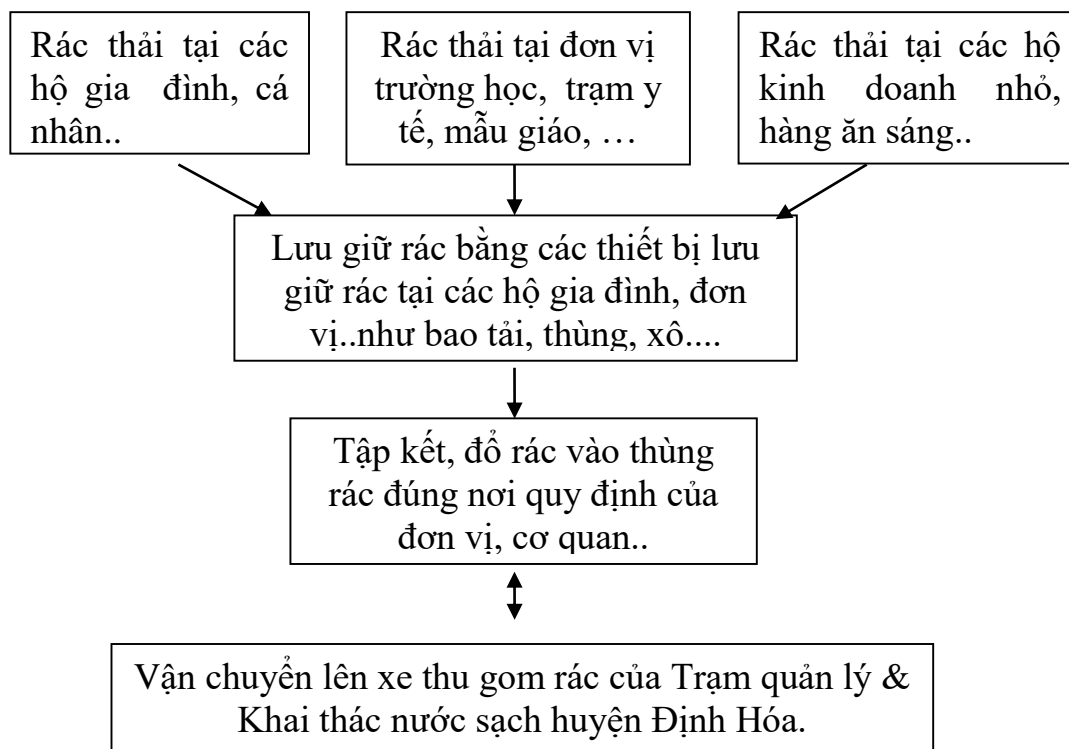 Rác thải tại các
hộ gia đình, cá
nhân..
Rác thải tại đơn vị
trường học, trạm y
tế, mẫu giáo, …
Rác thải tại các hộ
kinh doanh nhỏ,
hàng ăn sáng..
Lưu giữ rác bằng các thiết bị lưu
giữ rác tại các hộ gia đình, đơn
vị..như bao tải, thùng, xô....
Tập kết, đổ rác vào thùng
rác đúng nơi quy định của
đơn vị, cơ quan..
Vận chuyển lên xe thu gom rác của Trạm quản lý &
Khai thác nước sạch huyện Định Hóa.